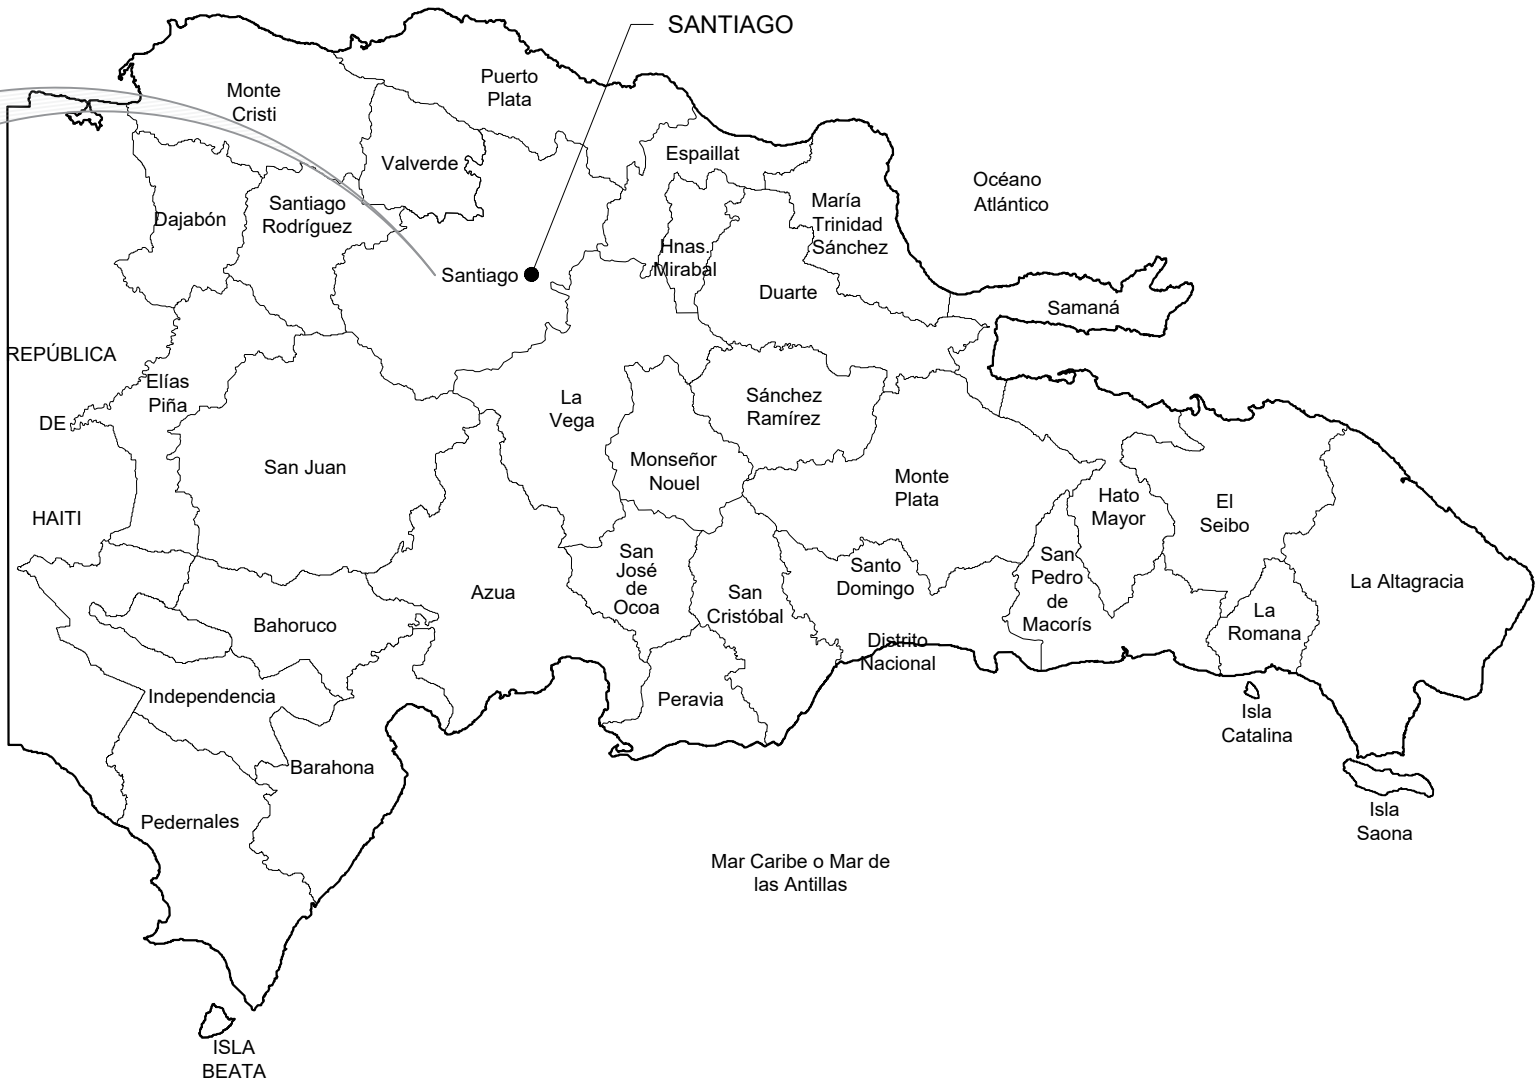 SANTIAGO
Puerto
Plata
Monte
Cristi
Espaillat
Valverde
Océano
Atlántico
María
Trinidad
Sánchez
Santiago
Rodríguez
Dajabón
Hnas.
Mirabal
Santiago
Duarte
Samaná
REPÚBLICA
DE
HAITI
Elías
Piña
La
Vega
Sánchez
Ramírez
San Juan
Monseñor
Nouel
Monte
Plata
Hato
Mayor
El
Seibo
San
José
de
Ocoa
Santo
Domingo
San
Pedro
de
Macorís
La Altagracia
Azua
San
Cristóbal
La
Romana
Bahoruco
Distrito
Nacional
Independencia
Peravia
Isla
Catalina
Barahona
Pedernales
Isla
Saona
Mar Caribe o Mar de
las Antillas
ISLA
BEATA